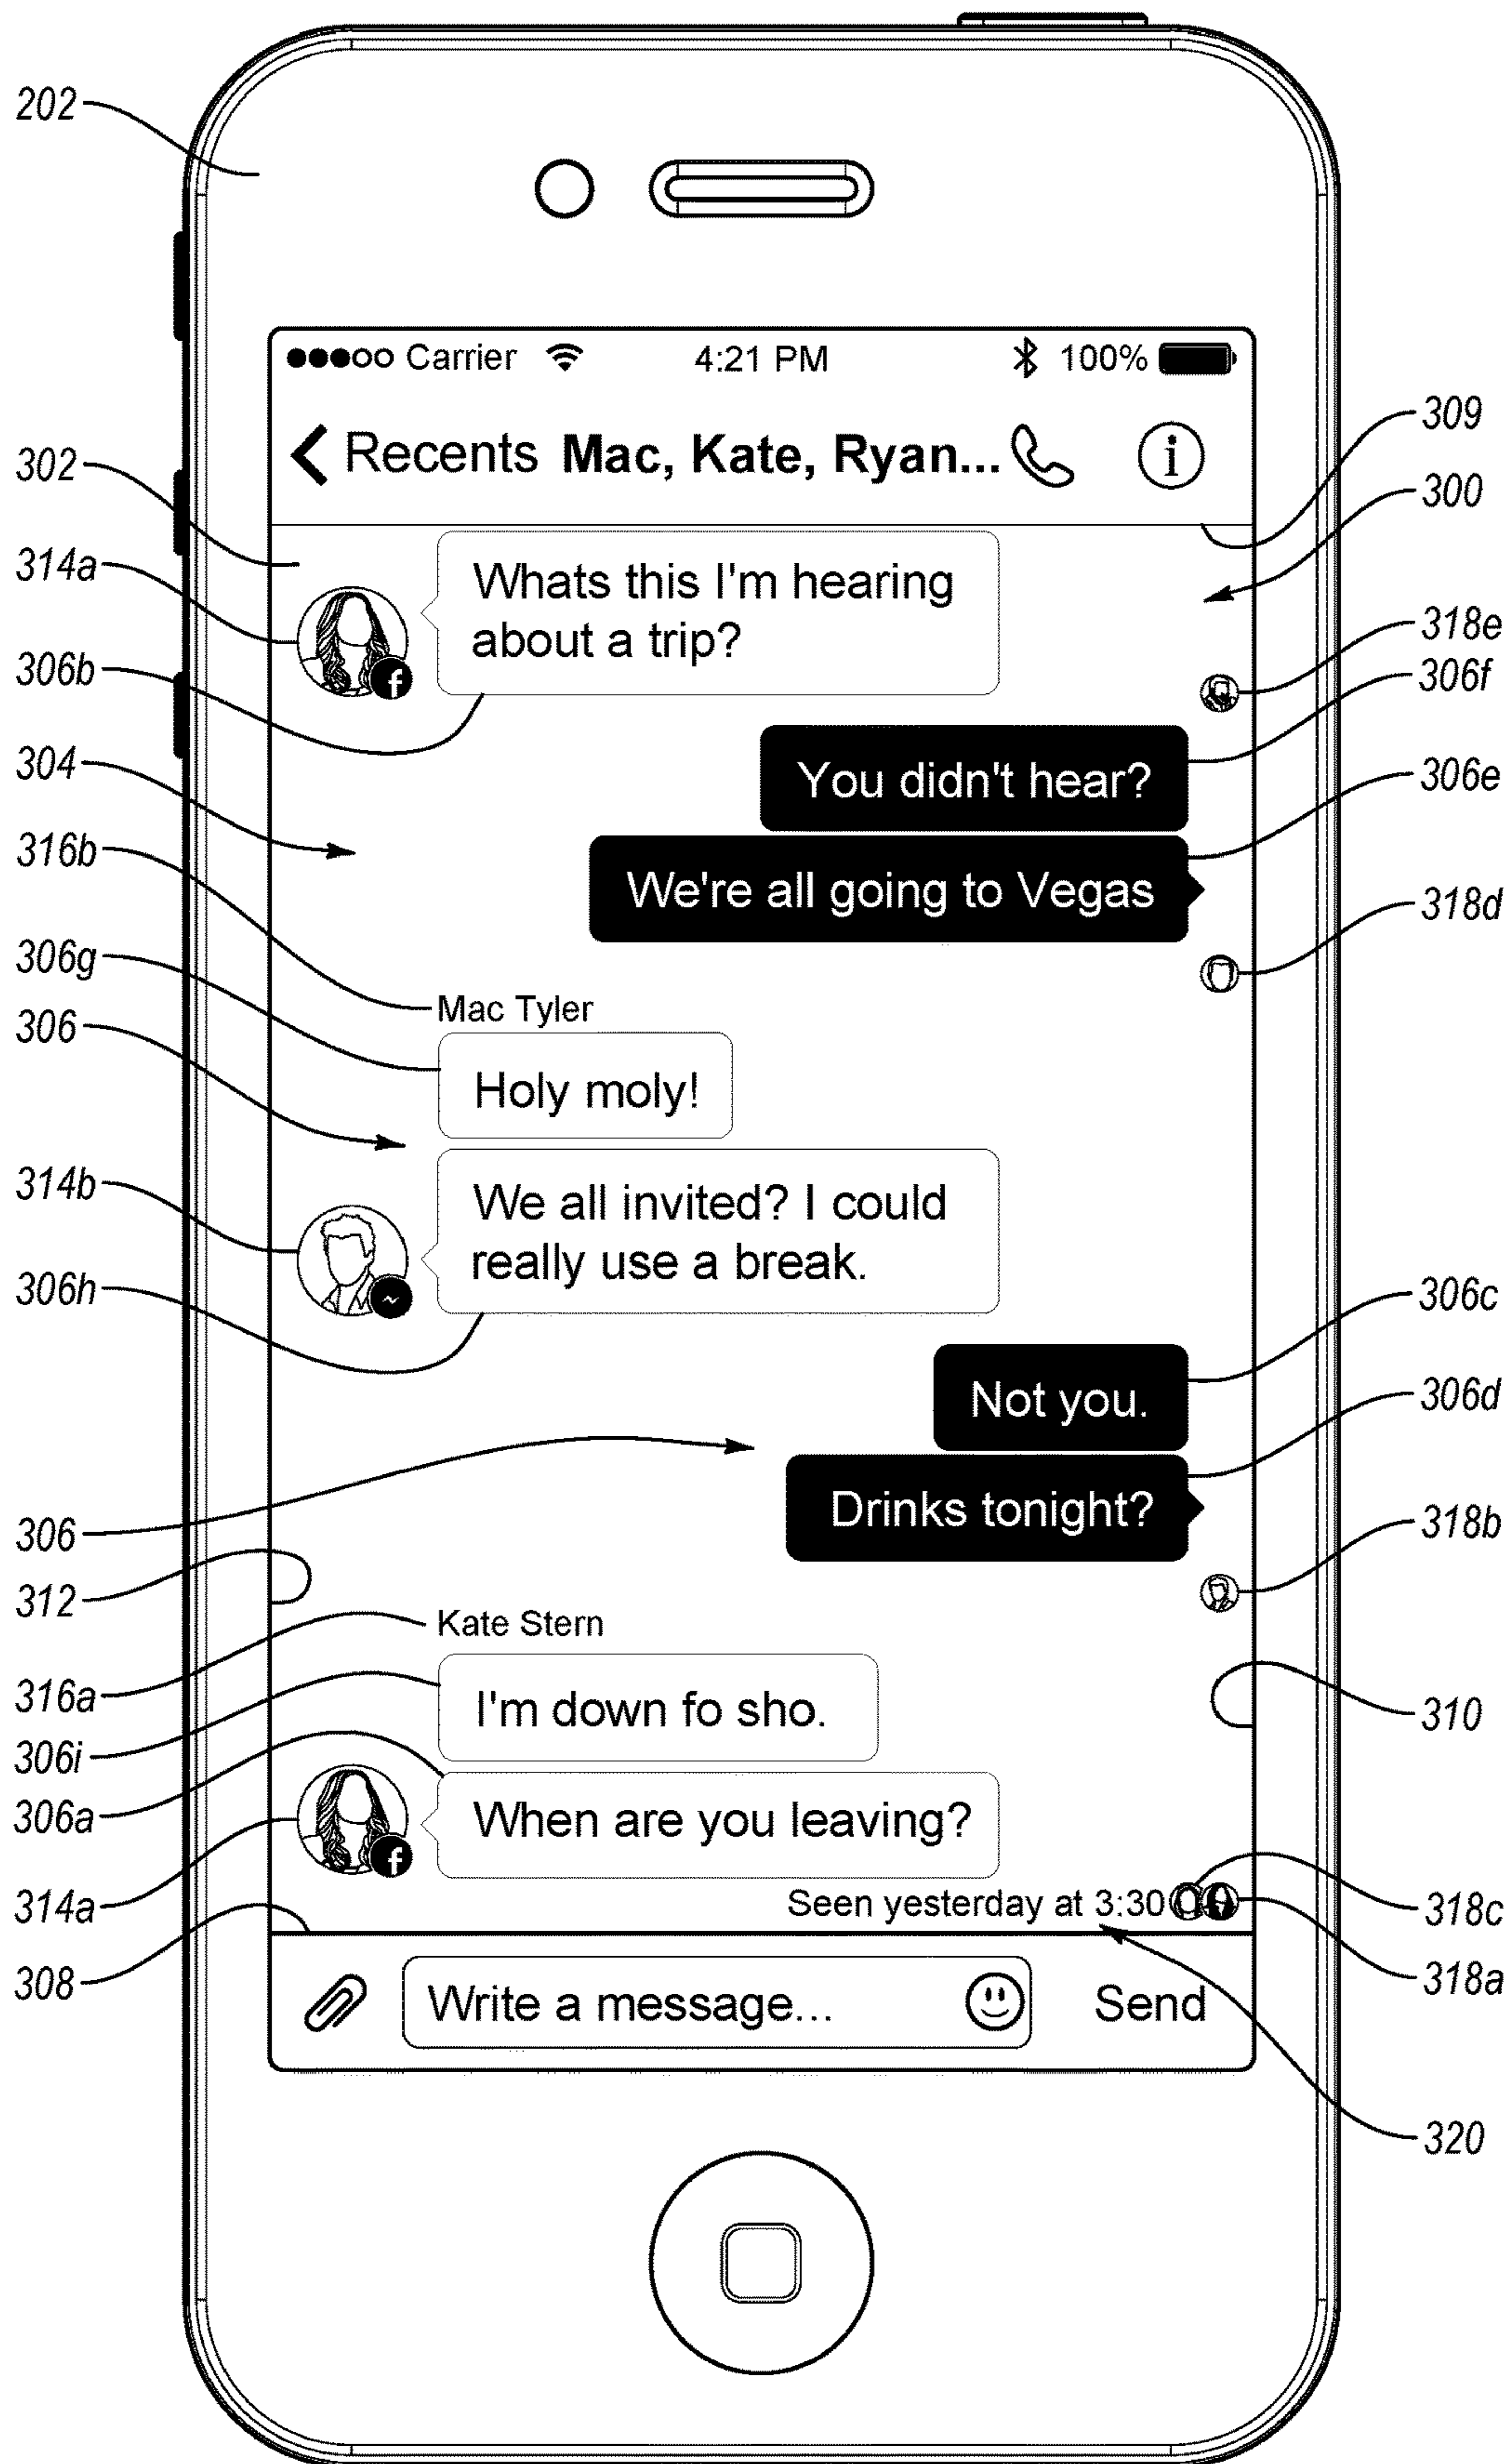 202
Carrier 4:21 PM 100%
309
Recents Mac, Kate, Ryan...
i
302
300
314a
Whats this I'm hearing
about a trip?
318e
306b
f
306f
304
You didn't hear?
306e
316b
We're all going to Vegas
318d
306g
Mac Tyler
306
Holy moly!
314b
We all invited? I could
really use a break.
306h
306c
Not you.
306d
306
Drinks tonight?
318b
312
Kate Stern
316a
I'm down fo sho.
310
306i
306a
When are you leaving?
f
314a
Seen yesterday at 3:30
318c
308
318a
Write a message...
Send
320